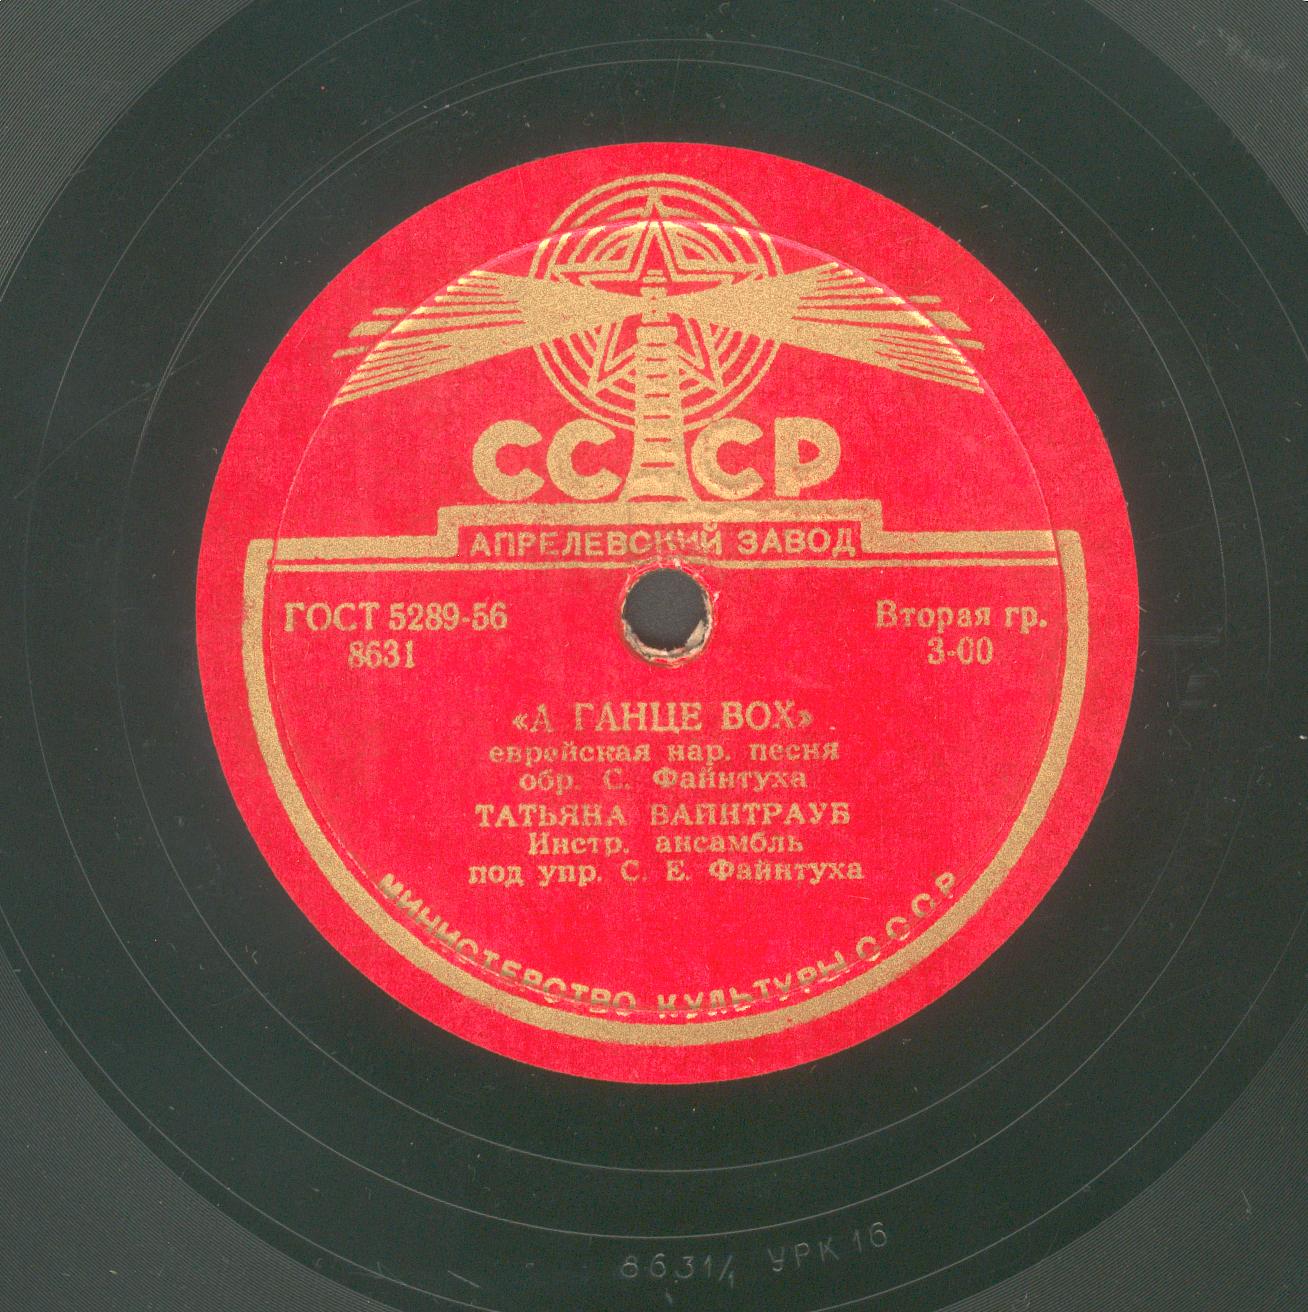 СССР
АПРЕЛЕВСКИЙ ЗАВОД
ГОСТ 5289-56
8631
Вторая гр.
3-00
«А ГАНЦЕ ВОХ»
еврейская нар. песня
обр. С. Файнтуха
ТАТЬЯНА ВАЙНТРАУБ
Инстр. ансамбль
под упр. С. Е. Файнтуха
МИНИСТЕРСТВО КУЛЬТУРЫ СССР
8631/1 УРК 16